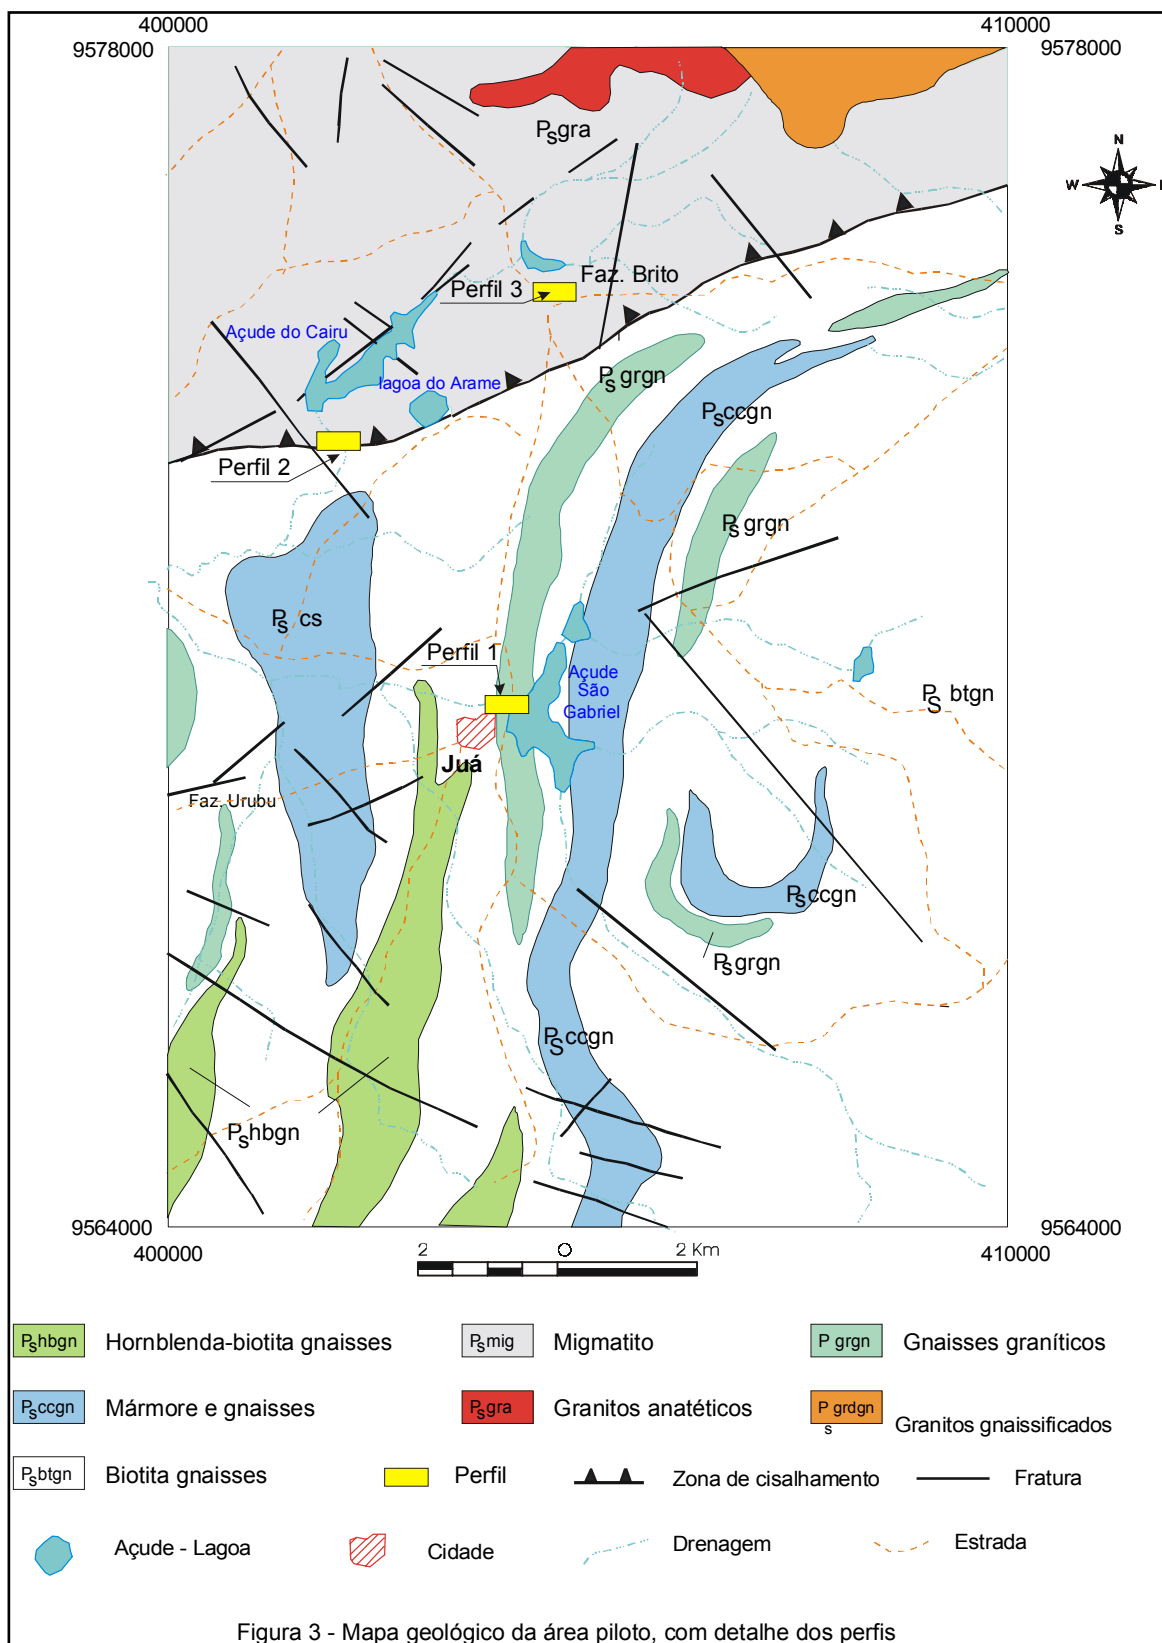 400000
410000
9578000
9578000
PSgra
N
W
E
S
Faz. Brito
Perfil 3
Açude do Cairu
lagoa do Arame
PS grgn
PSccgn
Perfil 2
PS grgn
PS cs
Perfil 1
Açude
São
Gabriel
PS btgn
Juá
Faz. Urubu
PSccgn
PSgrgn
PSccgn
PShbgn
9564000
9564000
400000
410000
2 O 2 Km
PShbgn Hornblenda-biotita gnaisses
PSmig Migmatito
P grgn Gnaisses graníticos
PSccgn Mármore e gnaisses
PSgra Granitos anatéticos
P grdgn
s
Granitos gnaissificados
PSbtgn Biotita gnaisses
Perfil
Zona de cisalhamento
Fratura
Açude - Lagoa
Cidade
Drenagem
Estrada
Figura 3 - Mapa geológico da área piloto, com detalhe dos perfis